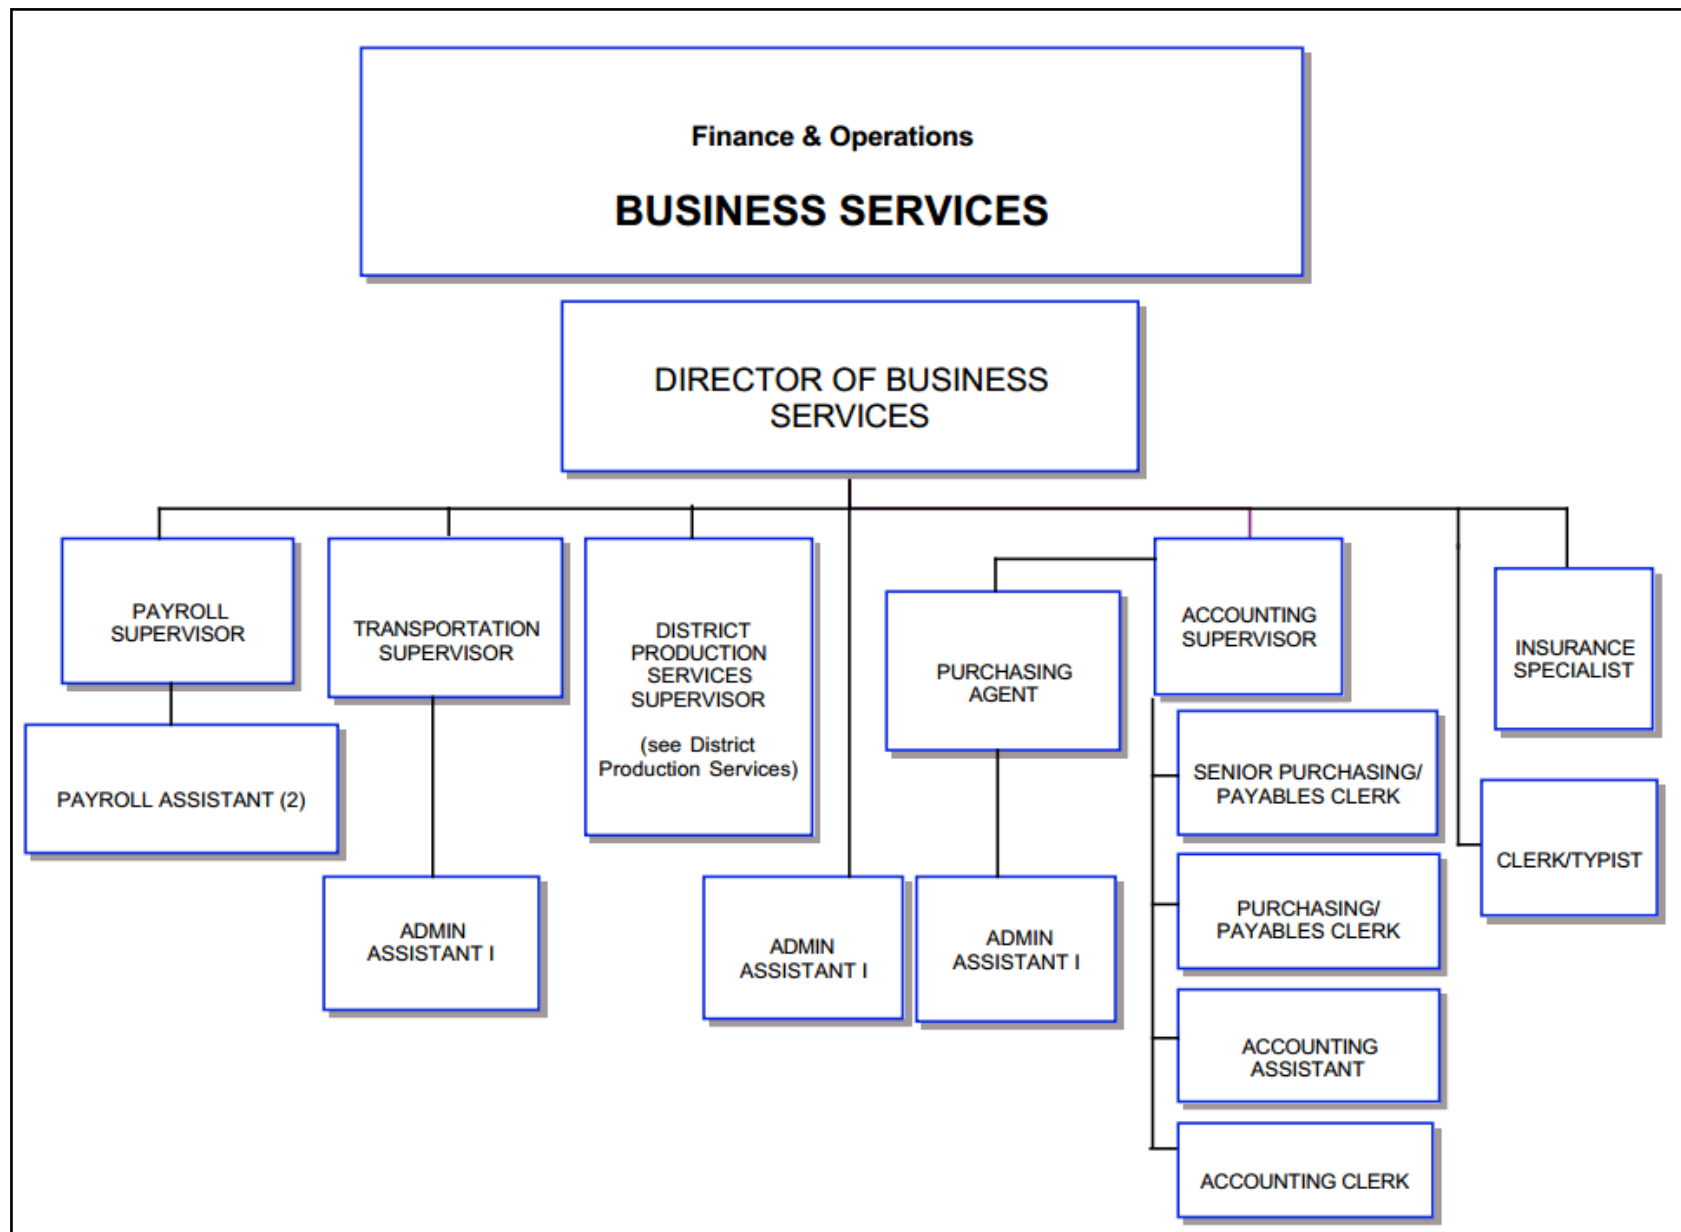 Finance & Operations
BUSINESS SERVICES
DIRECTOR OF BUSINESS
SERVICES
PAYROLL
SUPERVISOR
TRANSPORTATION
SUPERVISOR
DISTRICT
PRODUCTION
SERVICES
SUPERVISOR
(see District
Production Services)
PURCHASING
AGENT
ACCOUNTING
SUPERVISOR
INSURANCE
SPECIALIST
PAYROLL ASSISTANT (2)
SENIOR PURCHASING/
PAYABLES CLERK
CLERK/TYPIST
ADMIN
ASSISTANT I
ADMIN
ASSISTANT I
ADMIN
ASSISTANT I
PURCHASING/
PAYABLES CLERK
ACCOUNTING
ASSISTANT
ACCOUNTING CLERK